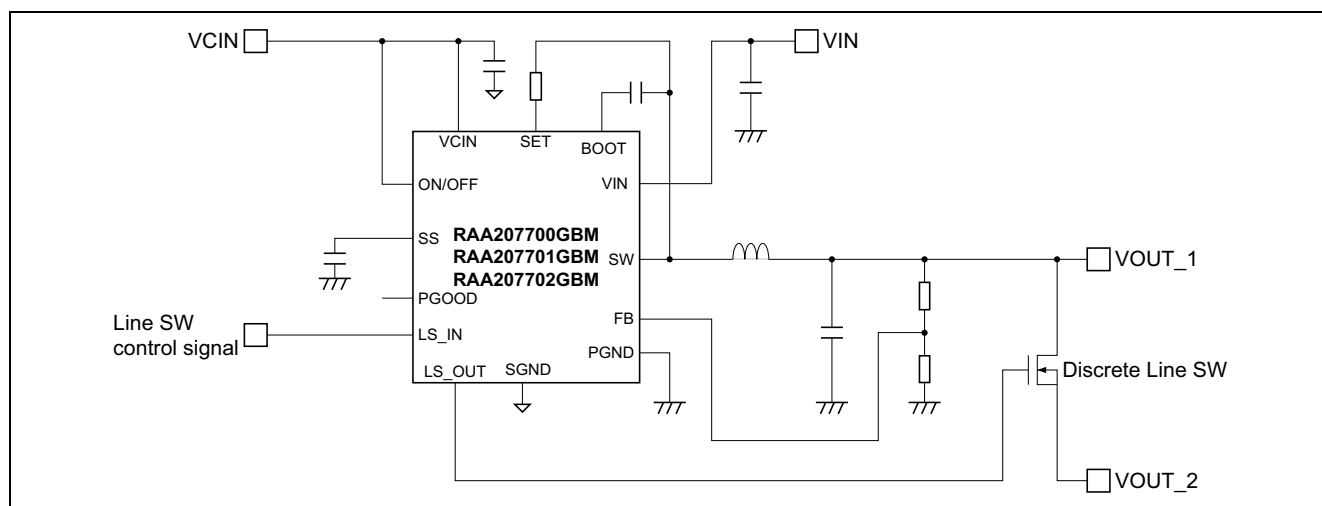 VCIN
VIN
VCIN
SET
BOOT
ON/OFF
VIN
SS
RAA207700GBM
RAA207701GBM
RAA207702GBM
SW
VOUT_1
PGOOD
FB
Line SW
control signal
LS_IN
PGND
LS_OUT
SGND
Discrete Line SW
VOUT_2